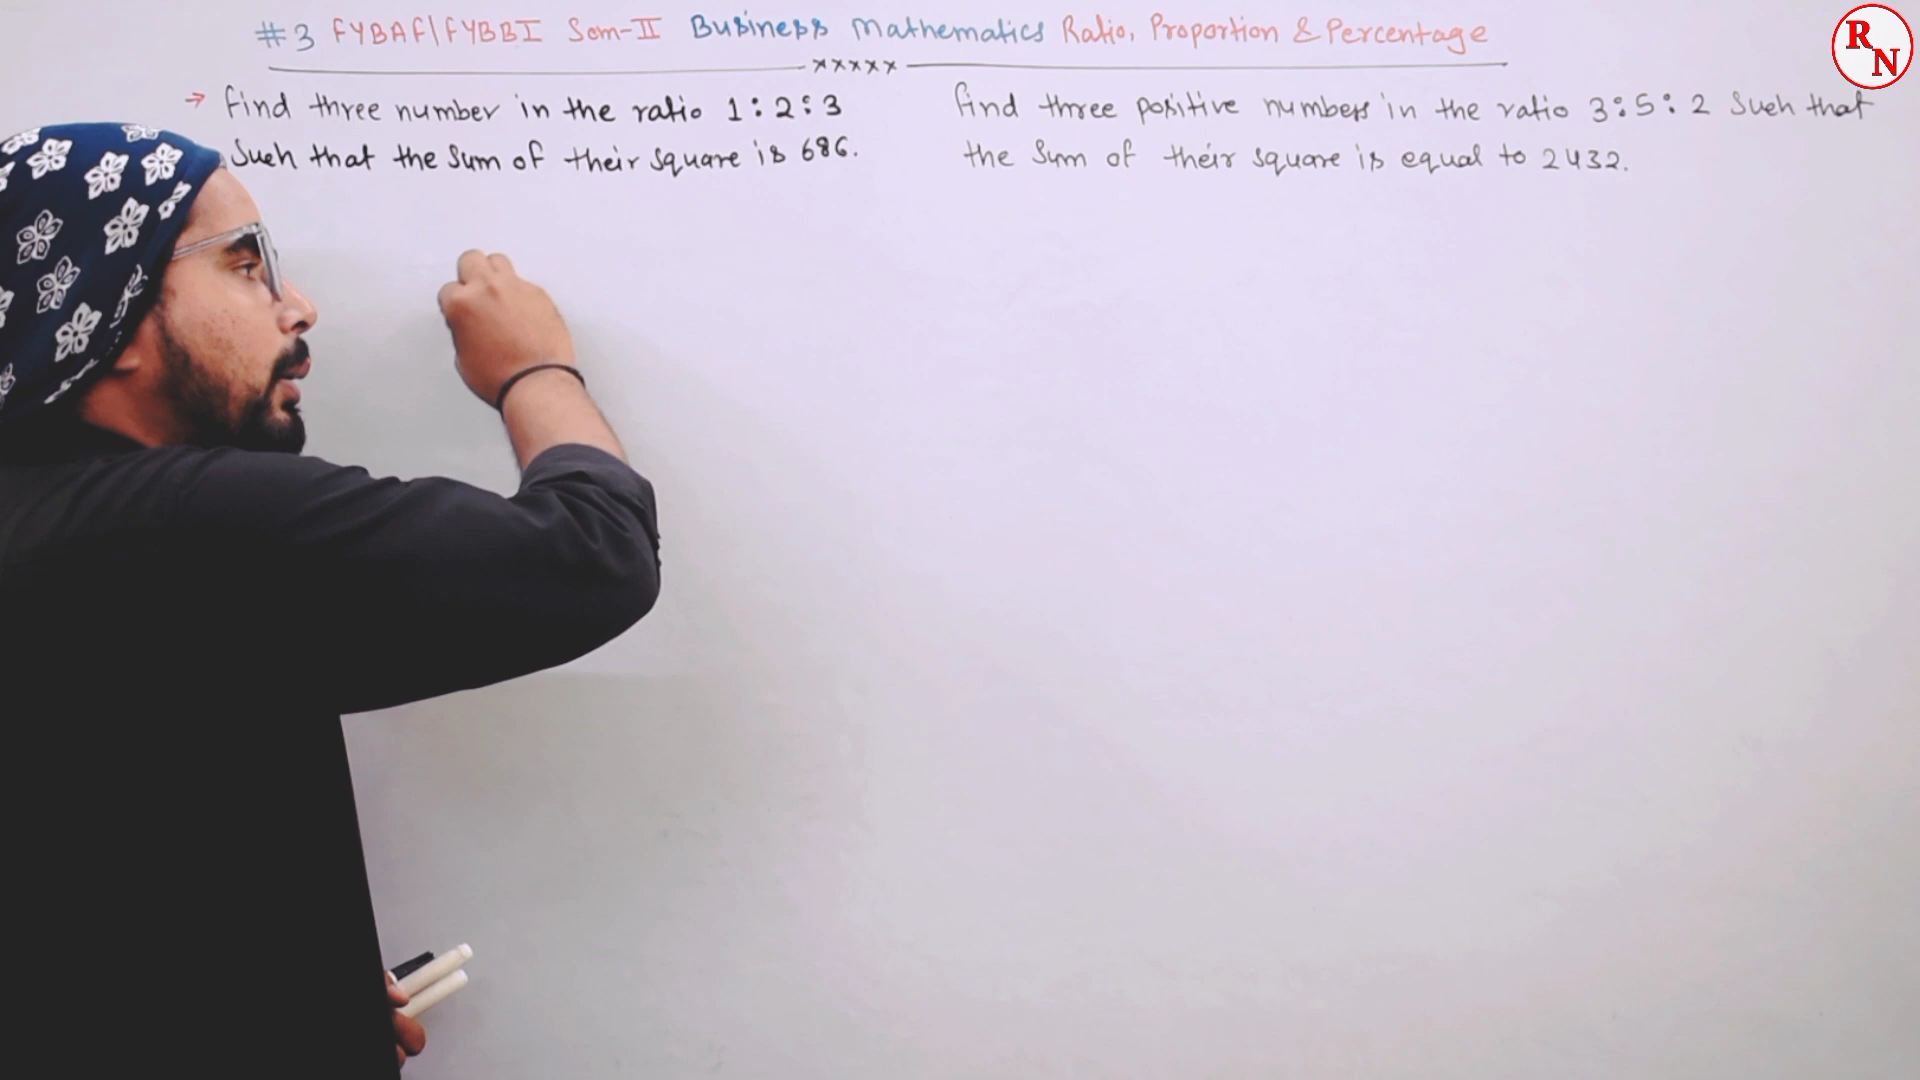 #3 FYBAF|FYBBI Sem-II Business Mathematics Ratio, Proportion & Percentage
xxxxx
→ find three number in the ratio 1:2:3
Such that the Sum of their square is 686.
find three positive numbers in the ratio 3:5:2 Such that
the Sum of their square is equal to 2432.
RN